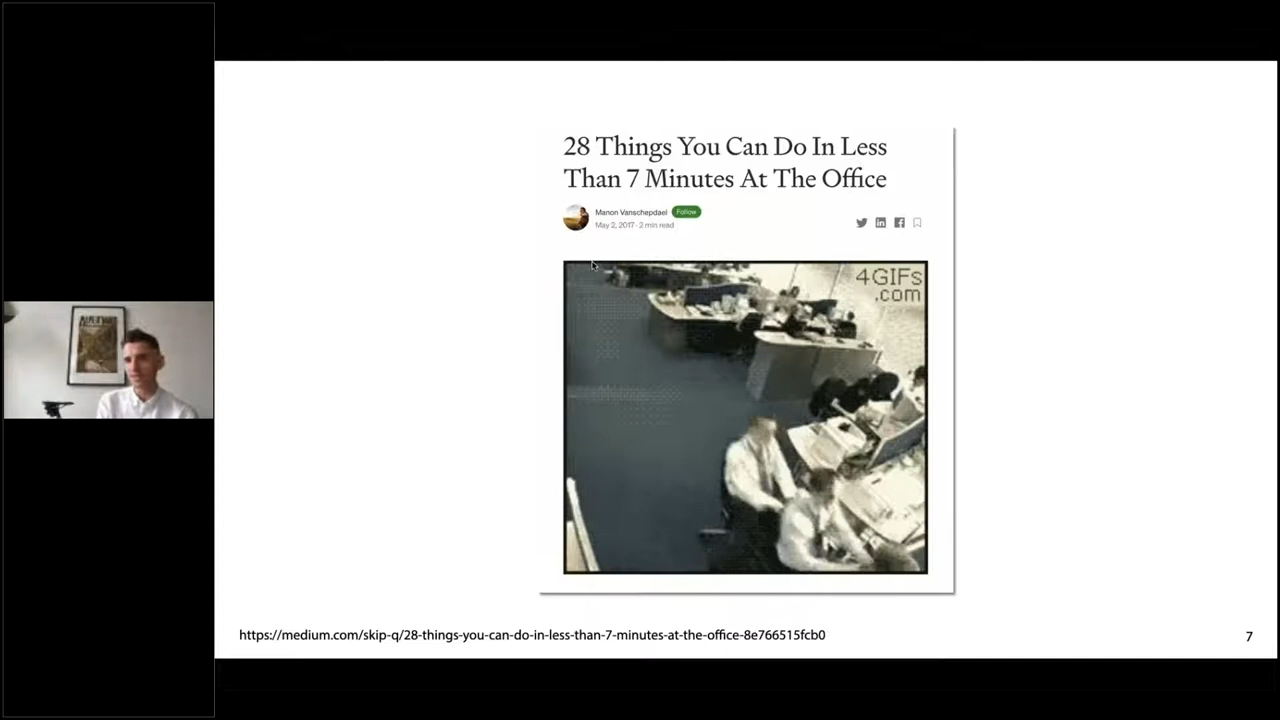 28 Things You Can Do In Less
Than 7 Minutes At The Office
Manon Vanschepdael Follow
May 2, 2017 · 2 min read
4GIFs
.com
https://medium.com/skip-q/28-things-you-can-do-in-less-than-7-minutes-at-the-office-8e766515fcb0
7